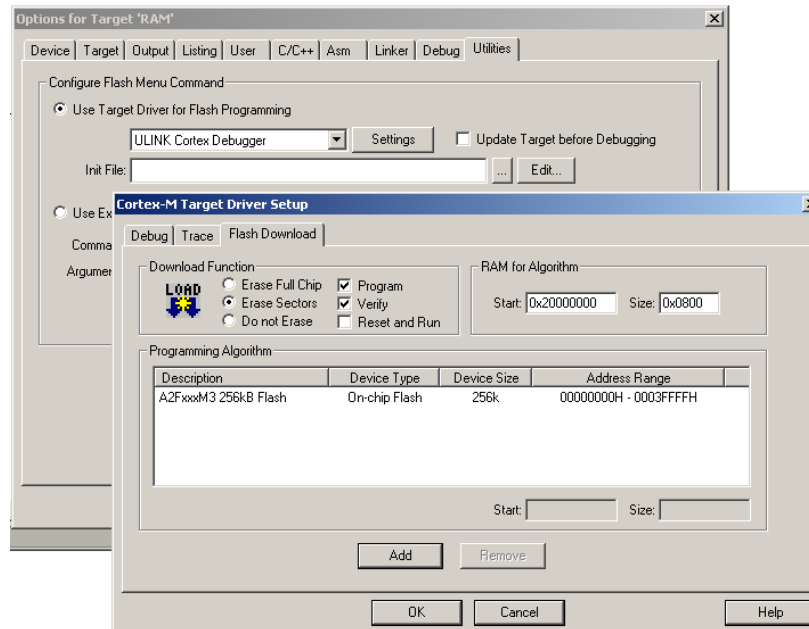 Options for Target 'RAM'
Device Target Output Listing User C/C++ Asm Linker Debug Utilities
Configure Flash Menu Command
Use Target Driver for Flash Programming
ULINK Cortex Debugger Settings Update Target before Debugging
Init File: ... Edit...
Cortex-M Target Driver Setup
Debug Trace Flash Download
Download Function
LOAD
Erase Full Chip Program
Erase Sectors Verify
Do not Erase Reset and Run
RAM for Algorithm
Start: 0x20000000 Size: 0x0800
Programming Algorithm
Description Device Type Device Size Address Range
A2FxxxM3 256kB Flash On-chip Flash 256k 00000000H - 0003FFFFH
Start: Size:
Add Remove
OK Cancel Help